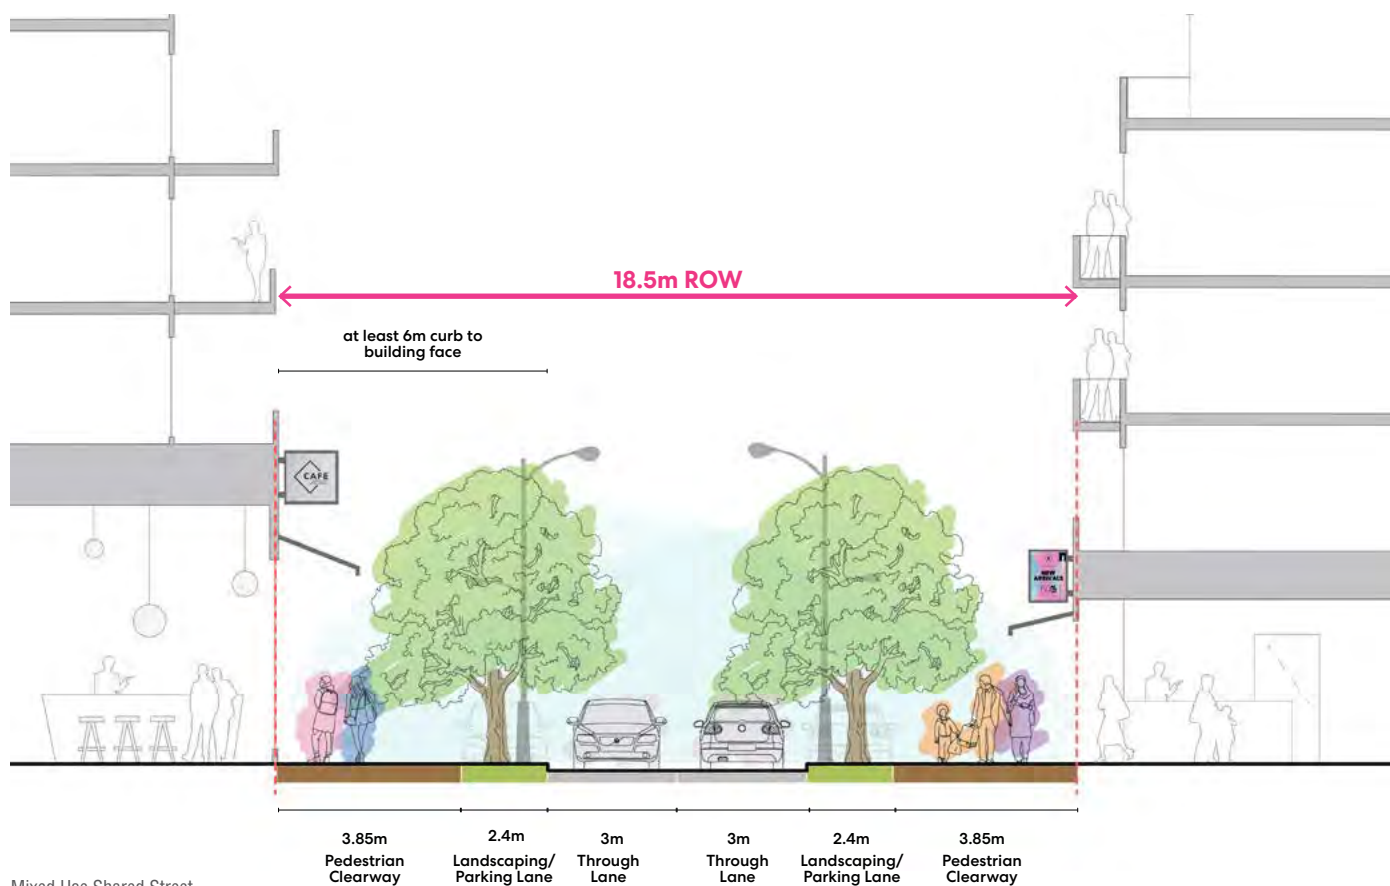 18.5m ROW
at least 6m curb to
building face
CAFE
NEW
ARRIVALS
3.85m
Pedestrian
Clearway
2.4m
Landscaping/
Parking Lane
3m
Through
Lane
3m
Through
Lane
2.4m
Landscaping/
Parking Lane
3.85m
Pedestrian
Clearway
Mixed Use Shared Street